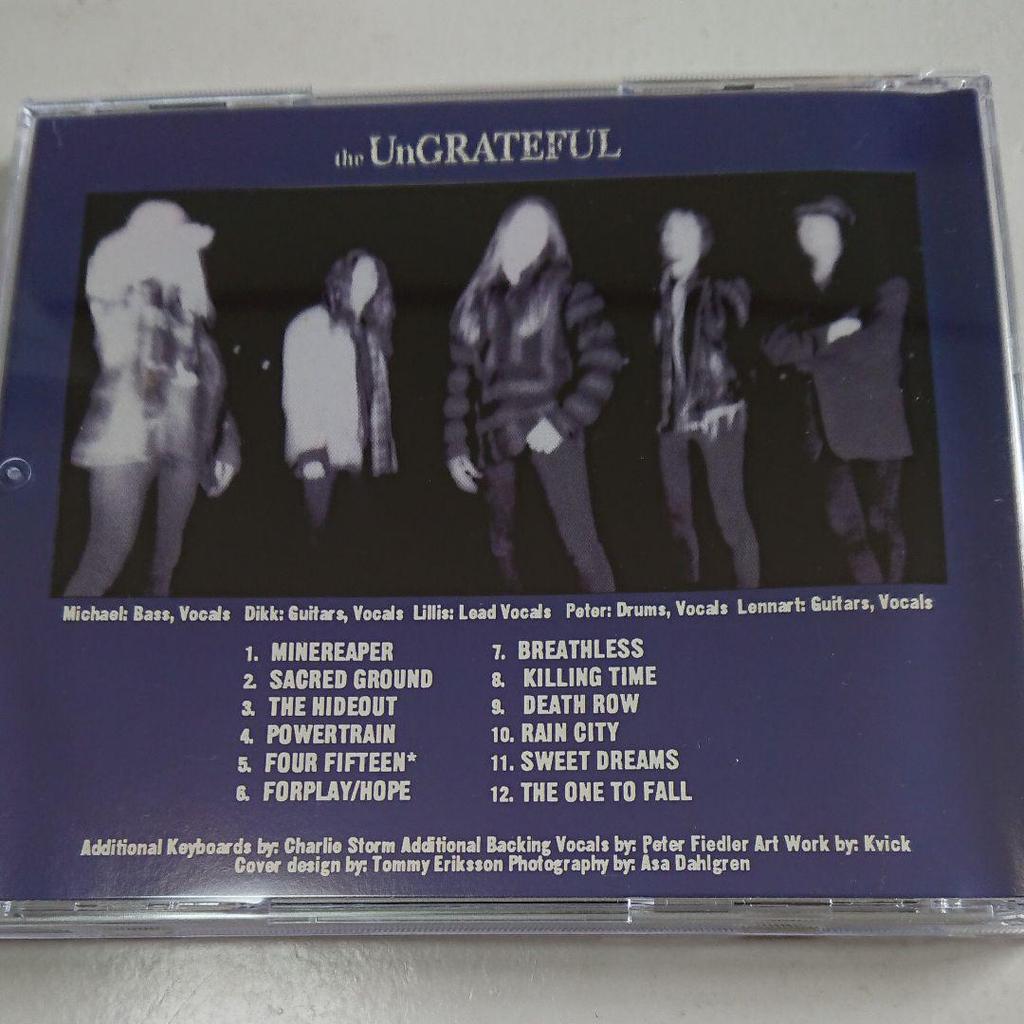 the UnGRATEFUL
Michael: Bass, Vocals Dikk: Guitars, Vocals Lillis: Lead Vocals Peter: Drums, Vocals Lennart: Guitars, Vocals
1. MINEREAPER
2. SACRED GROUND
3. THE HIDEOUT
4. POWERTRAIN
5. FOUR FIFTEEN*
6. FORPLAY/HOPE
7. BREATHLESS
8. KILLING TIME
9. DEATH ROW
10. RAIN CITY
11. SWEET DREAMS
12. THE ONE TO FALL
Additional Keyboards by: Charlie Storm Additional Backing Vocals by: Peter Fiedler Art Work by: Kvick
Cover design by: Tommy Eriksson Photography by: Åsa Dahlgren